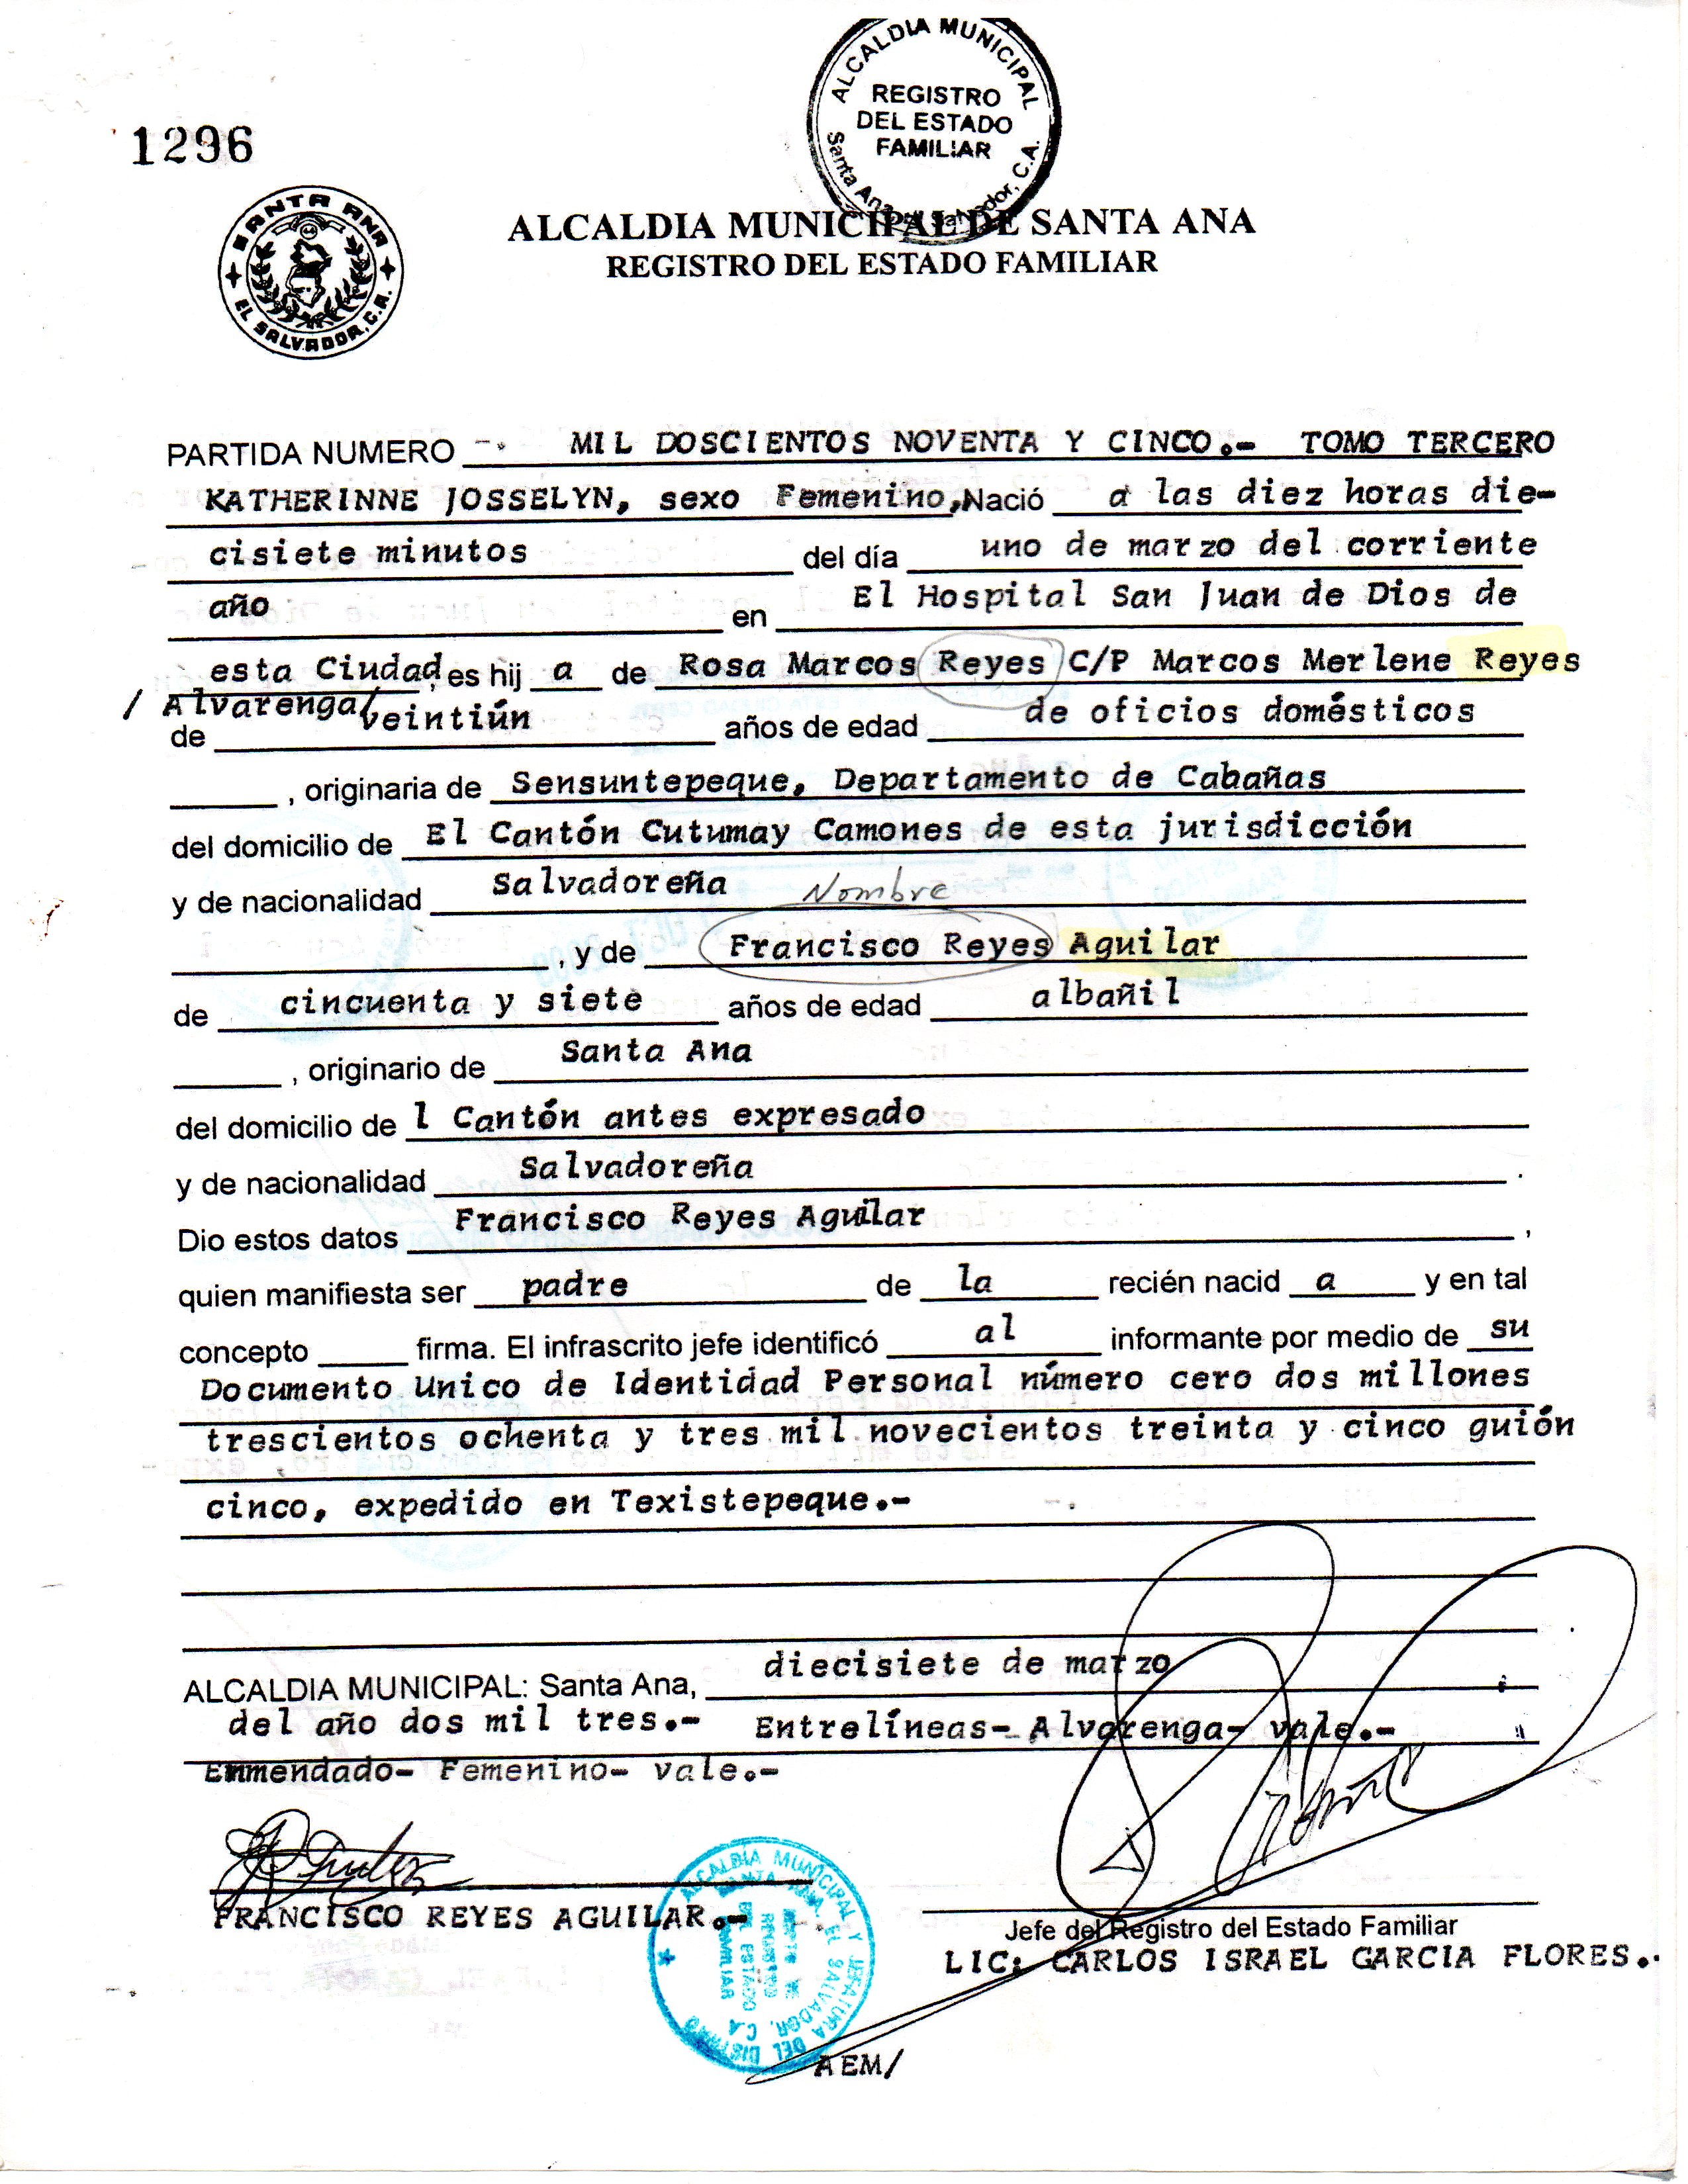 ALCALDIA MUNICIPAL
REGISTRO
DEL ESTADO
FAMILIAR
Santa Ana, El Salvador, C.A.
1296
SANTA ANA
EL SALVADOR, C.A.
ALCALDIA MUNICIPAL DE SANTA ANA
REGISTRO DEL ESTADO FAMILIAR
PARTIDA NUMERO -. MIL DOSCIENTOS NOVENTA Y CINCO.- TOMO TERCERO
KATHERINNE JOSSELYN, sexo Femenino, Nació a las diez horas die-
cisiete minutos del día uno de marzo del corriente
año en El Hospital San Juan de Dios de
esta Ciudad, es hij a de Rosa Marcos Reyes C/P Marcos Merlene Reyes
/ Alvarenga/
de veintiún años de edad de oficios domésticos
, originaria de Sensuntepeque, Departamento de Cabañas
del domicilio de El Cantón Cutumay Camones de esta jurisdicción
y de nacionalidad Salvadoreña Nombre
, y de Francisco Reyes Aguilar
de cincuenta y siete años de edad albañil
, originario de Santa Ana
del domicilio de l Cantón antes expresado
y de nacionalidad Salvadoreña .
Dio estos datos Francisco Reyes Aguilar ,
quien manifiesta ser padre de la recién nacid a y en tal
concepto firma. El infrascrito jefe identificó al informante por medio de su
Documento Unico de Identidad Personal número cero dos millones
trescientos ochenta y tres mil novecientos treinta y cinco guión
cinco, expedido en Texistepeque.-
ALCALDIA MUNICIPAL: Santa Ana, diecisiete de marzo
del año dos mil tres.- Entrelíneas- Alvarenga- vale.-
Enmendado- Femenino- vale.-
FRANCISCO REYES AGUILAR.-
ALCALDIA MUNICIPAL Y JEFATURA DEL DISTRITO
SANTA ANA, EL SALVADOR, C.A.
REGISTRO
DEL ESTADO
FAMILIAR
Jefe del Registro del Estado Familiar
LIC: CARLOS ISRAEL GARCIA FLORES.-
AEM/